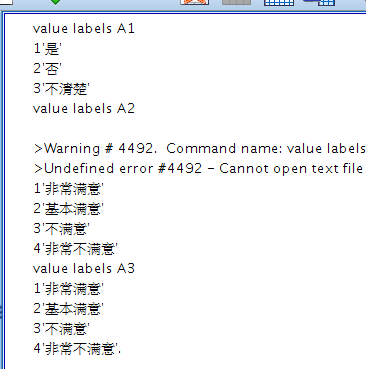 value labels A1
1'是'
2'否'
3'不清楚'
value labels A2
>Warning # 4492.  Command name: value labels
>Undefined error #4492 - Cannot open text file
1'非常满意'
2'基本满意'
3'不满意'
4'非常不满意'
value labels A3
1'非常满意'
2'基本满意'
3'不满意'
4'非常不满意'.